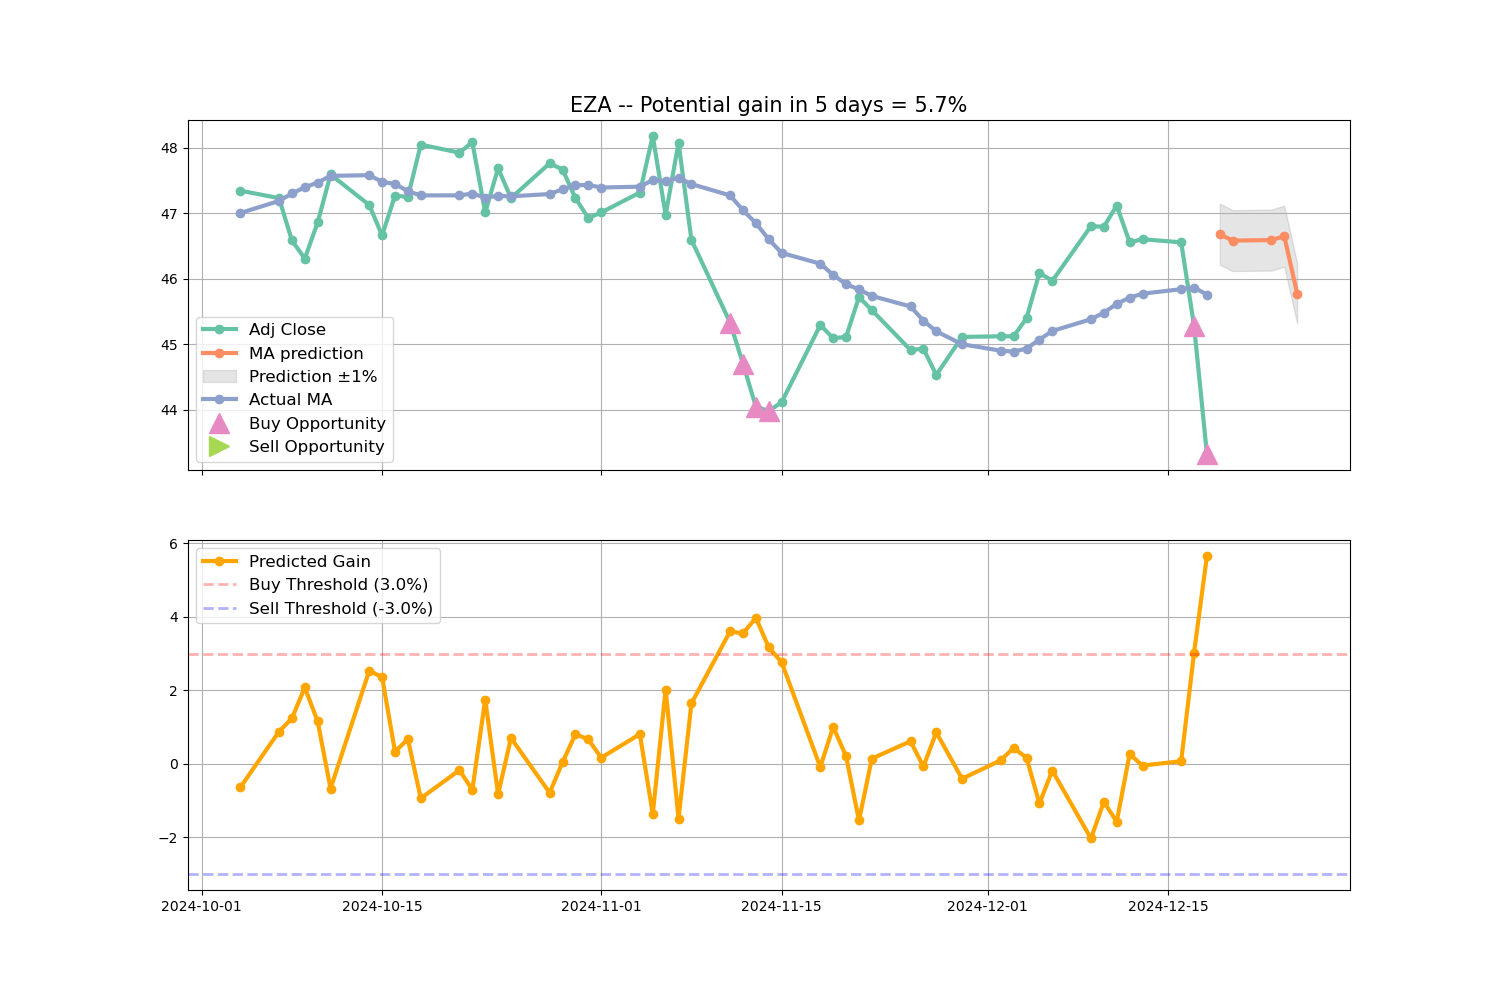 EZA -- Potential gain in 5 days = 5.7%
48
47
46
45
44
Adj Close
MA prediction
Prediction ±1%
Actual MA
Buy Opportunity
Sell Opportunity
6
4
2
0
−2
Predicted Gain
Buy Threshold (3.0%)
Sell Threshold (-3.0%)
2024-10-01
2024-10-15
2024-11-01
2024-11-15
2024-12-01
2024-12-15